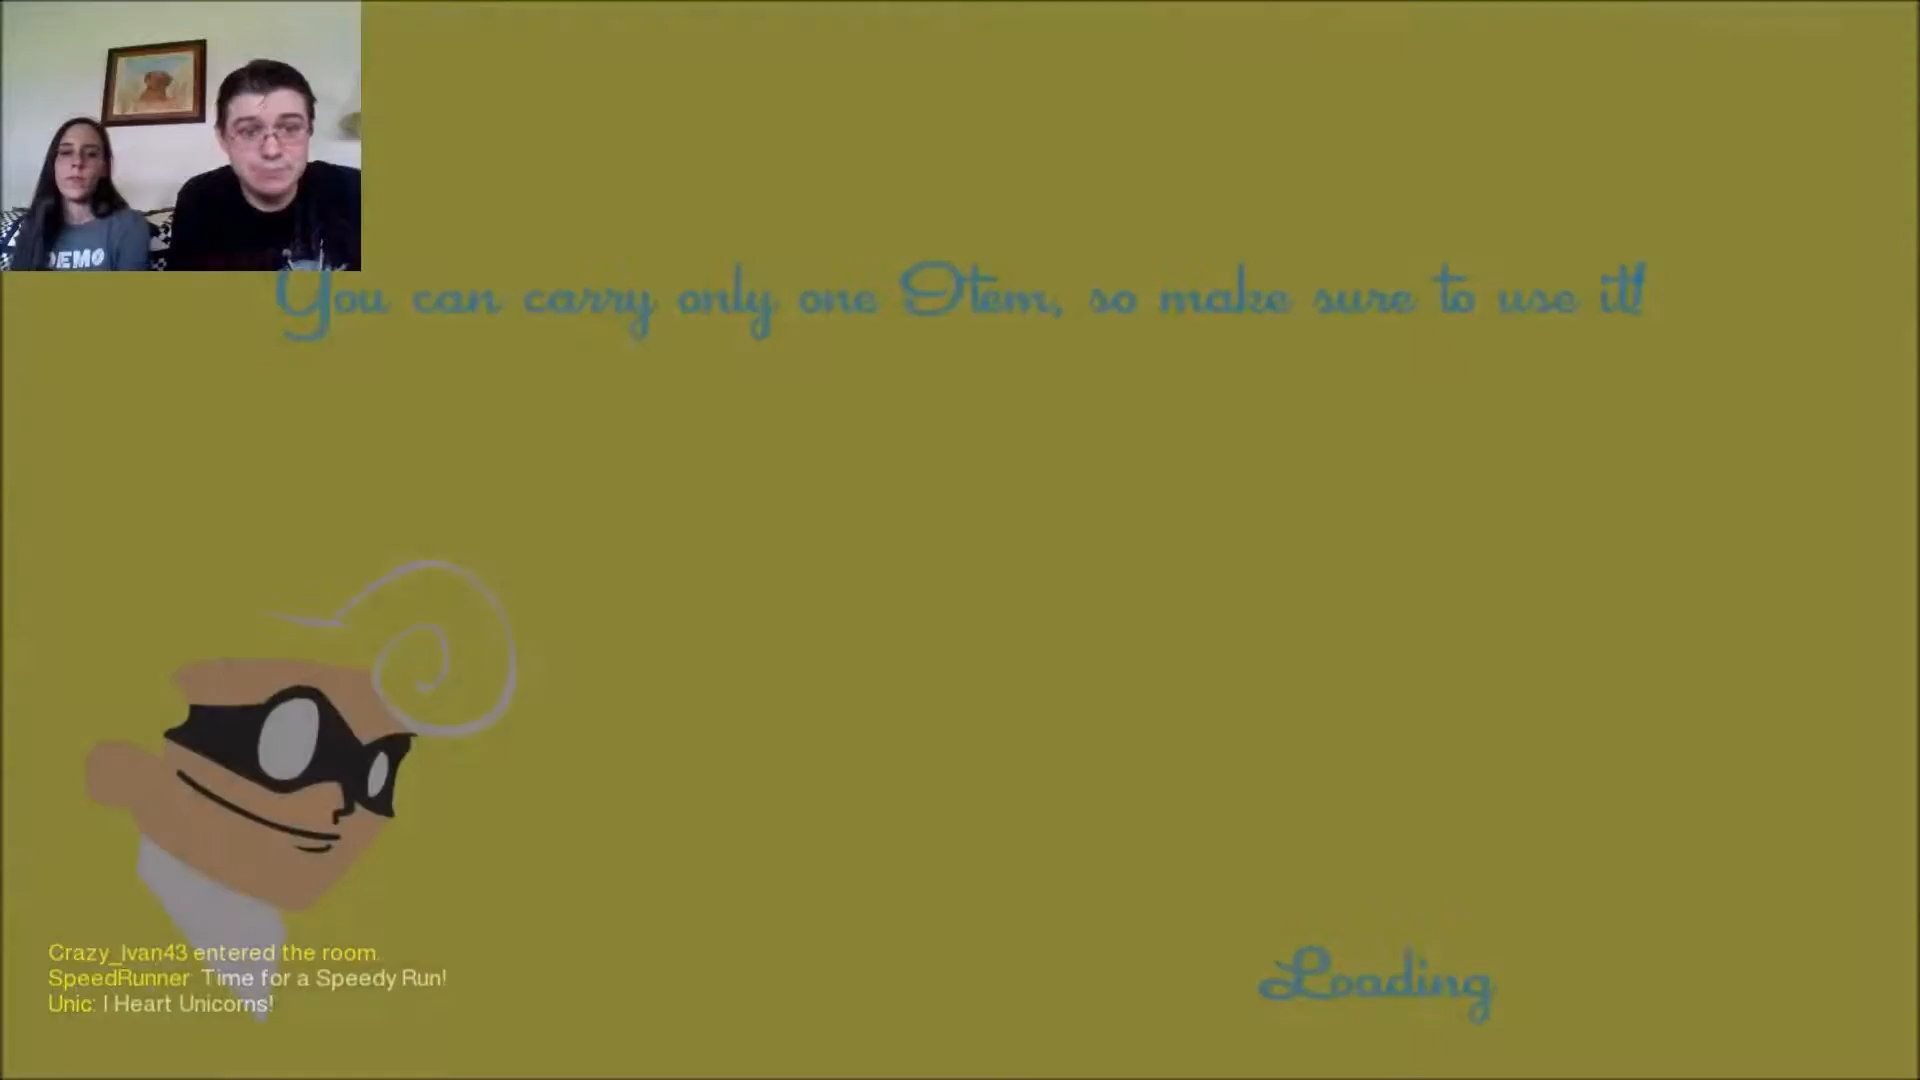 DEMO
You can carry only one Item, so make sure to use it!
Crazy_Ivan43 entered the room.
SpeedRunner: Time for a Speedy Run!
Unic: I Heart Unicorns!
Loading